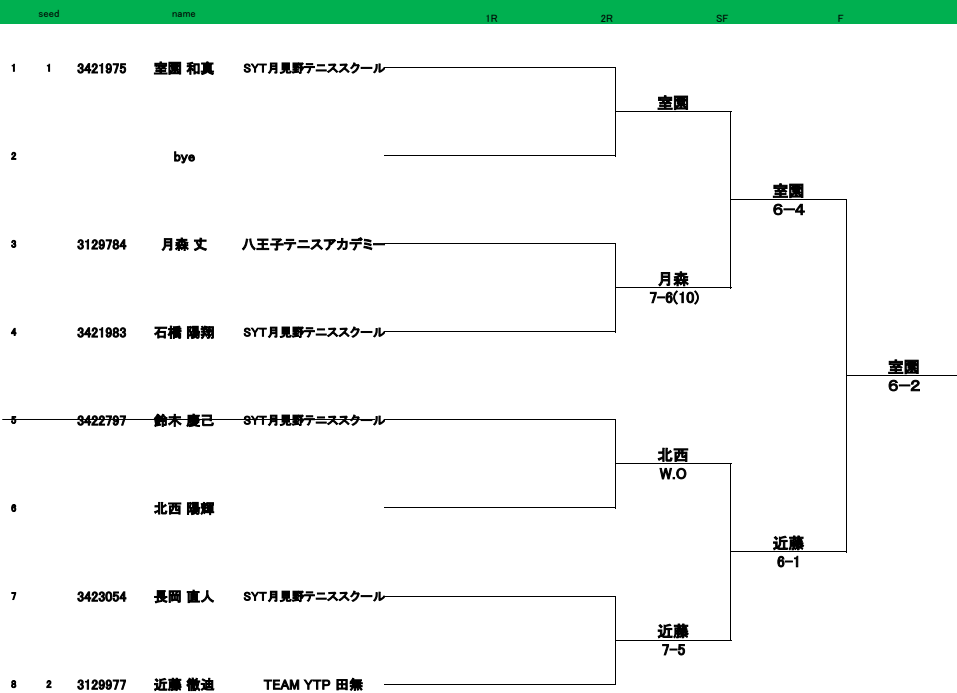 seed name 1R 2R SF F
1 1 3421975 室園 和真 SYT月見野テニススクール
室園
2 bye
室園
6-4
3 3129784 月森 丈 八王子テニスアカデミー
月森
7-6(10)
4 3421983 石橋 陽翔 SYT月見野テニススクール
室園
6-2
5 3422797 鈴木 慶己 SYT月見野テニススクール
北西
W.O
6 北西 陽輝
近藤
6-1
7 3423054 長岡 直人 SYT月見野テニススクール
近藤
7-5
8 2 3129977 近藤 徹迪 TEAM YTP 田無